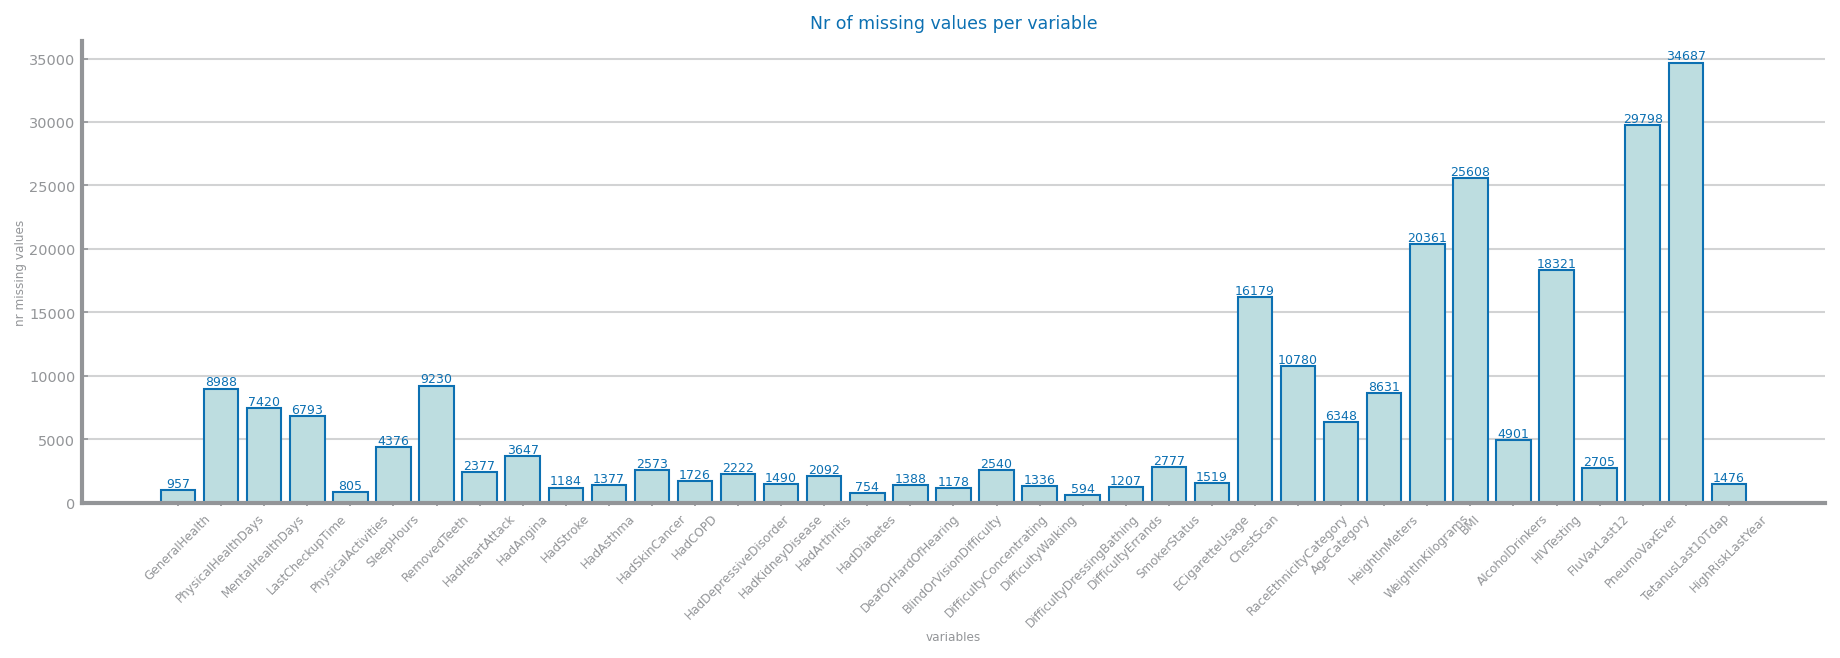 Nr of missing values per variable
nr missing values
35000
30000
25000
20000
15000
10000
5000
0
957
8988
7420
6793
805
4376
9230
2377
3647
1184
1377
2573
1726
2222
1490
2092
754
1388
1178
2540
1336
594
1207
2777
1519
16179
10780
6348
8631
20361
25608
4901
18321
2705
29798
34687
1476
GeneralHealth
PhysicalHealthDays
MentalHealthDays
LastCheckupTime
PhysicalActivities
SleepHours
RemovedTeeth
HadHeartAttack
HadAngina
HadStroke
HadAsthma
HadSkinCancer
HadCOPD
HadDepressiveDisorder
HadKidneyDisease
HadArthritis
HadDiabetes
DeafOrHardOfHearing
BlindOrVisionDifficulty
DifficultyConcentrating
DifficultyWalking
DifficultyDressingBathing
DifficultyErrands
SmokerStatus
ECigaretteUsage
ChestScan
RaceEthnicityCategory
AgeCategory
HeightInMeters
WeightInKilograms
BMI
AlcoholDrinkers
HIVTesting
FluVaxLast12
PneumoVaxEver
TetanusLast10Tdap
HighRiskLastYear
variables